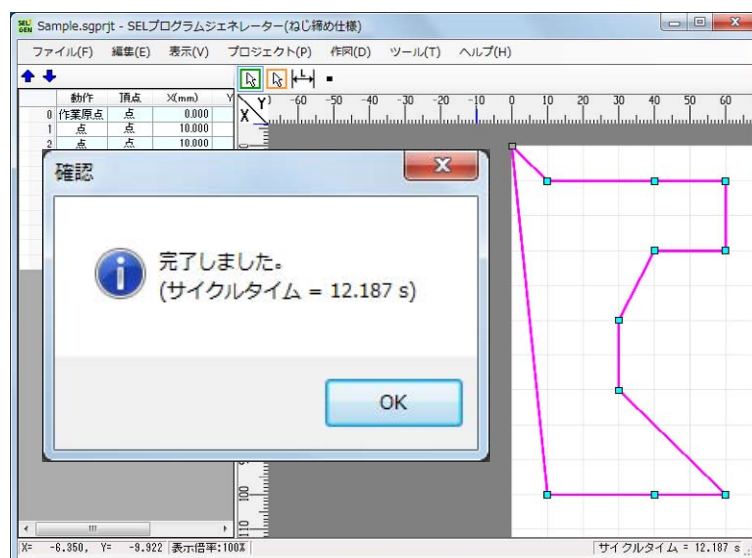 Sample.sgprjt - SELプログラムジェネレーター(ねじ締め仕様)
ファイル(F) 編集(E) 表示(V) プロジェクト(P) 作図(D) ツール(T) ヘルプ(H)
動作 頂点 X(mm) Y
0 作業原点 点 0.000
1 点 点 10.000
2 点 点 10.000
Y
X
-60 -50 -40 -30 -20 -10 0 10 20 30 40 50 60
0
確認
完了しました。
(サイクルタイム = 12.187 s)
OK
100
110
X= -6.350, Y= -9.922 表示倍率:100%
サイクルタイム = 12.187 s